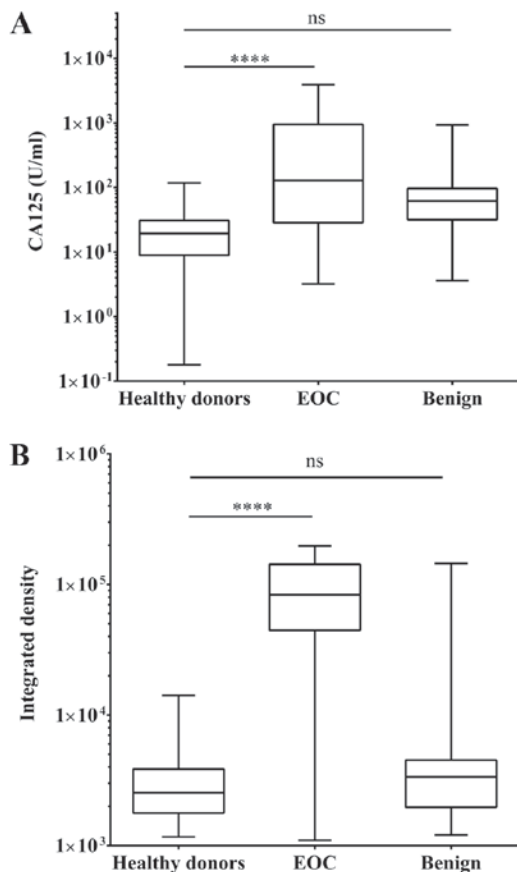 A
ns
****
1×10⁴
1×10³
1×10²
1×10¹
1×10⁰
1×10⁻¹
CA125 (U/ml)
Healthy donors EOC Benign
B
ns
****
1×10⁶
1×10⁵
1×10⁴
1×10³
Integrated density
Healthy donors EOC Benign